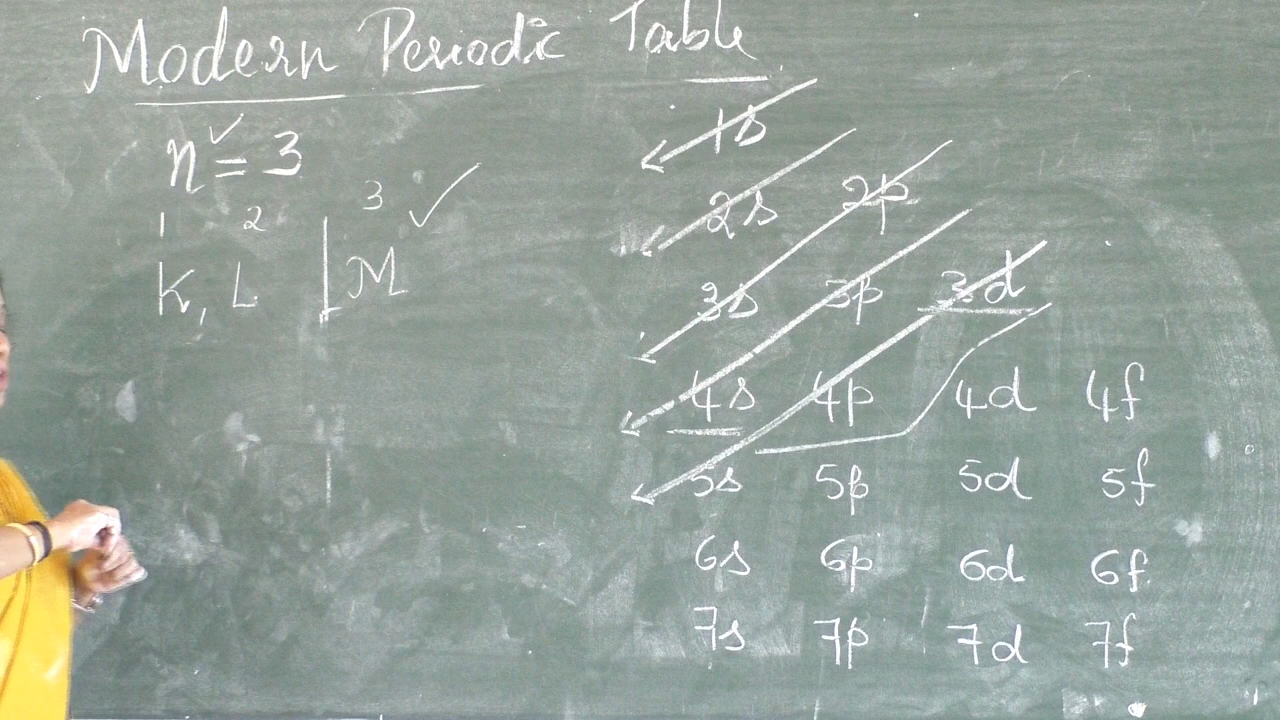 Modern Periodic Table
n = 3
1 2 3
K, L M
1s
2s 2p
3s 3p 3d
4s 4p 4d 4f
5s 5p 5d 5f
6s 6p 6d 6f
7s 7p 7d 7f